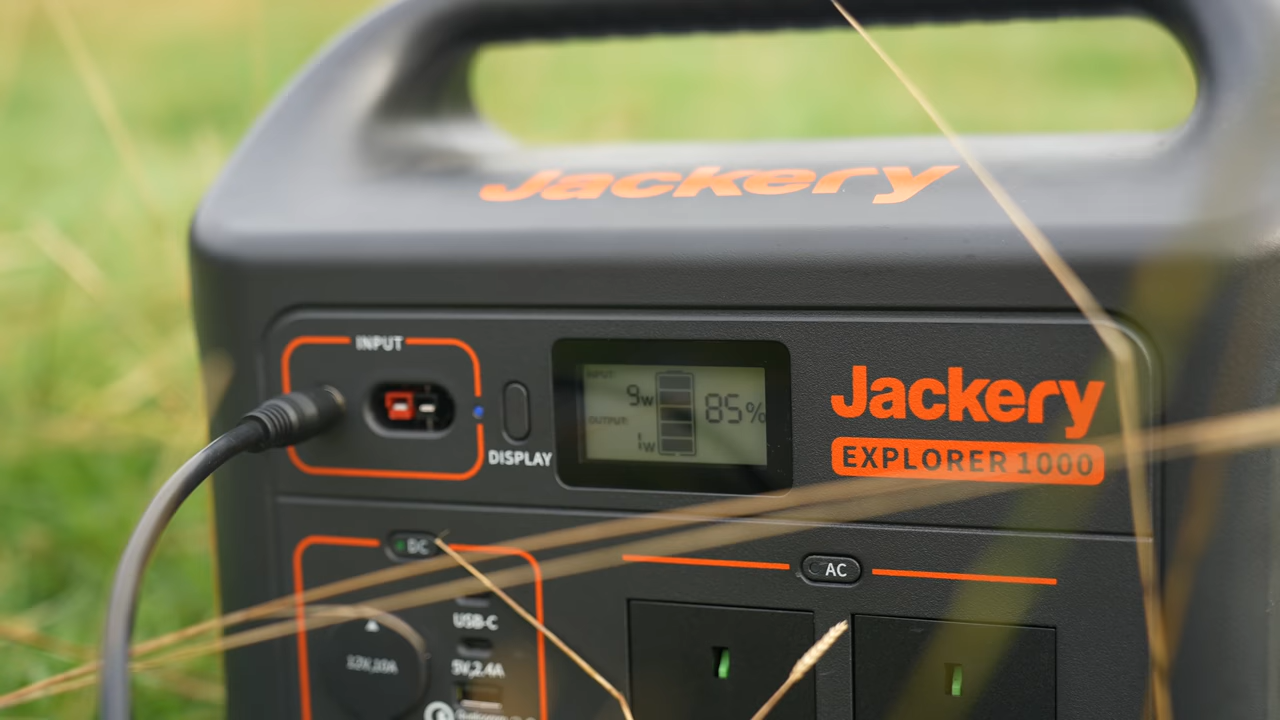 Jackery
INPUT
DISPLAY
INPUT:
9w
OUTPUT:
1w
85%
Jackery
EXPLORER 1000
DC
AC
USB-C
12V,10A
5V,2.4A